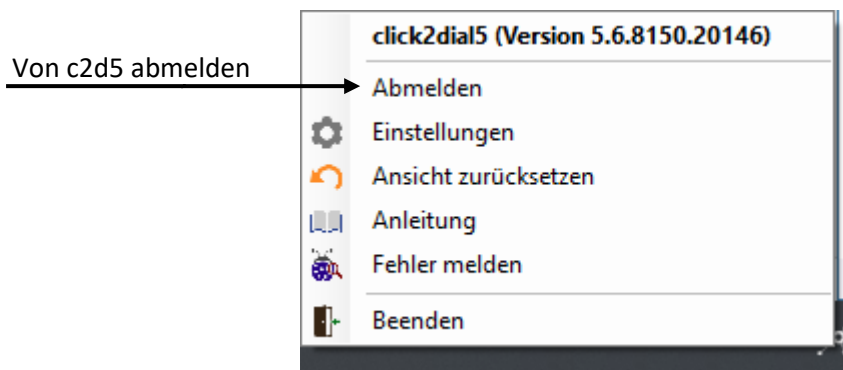 click2dial5 (Version 5.6.8150.20146)
Von c2d5 abmelden
Abmelden
Einstellungen
Ansicht zurücksetzen
Anleitung
Fehler melden
Beenden